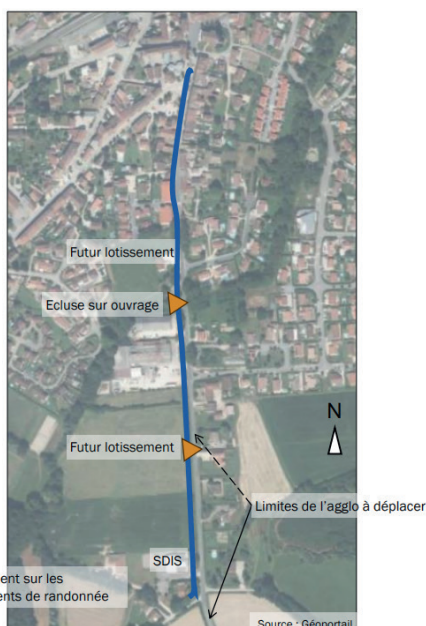 Futur lotissement
Ecluse sur ouvrage
N
Futur lotissement
Limites de l'agglo à déplacer
SDIS
ent sur les
ents de randonnée
Source : Géoportail